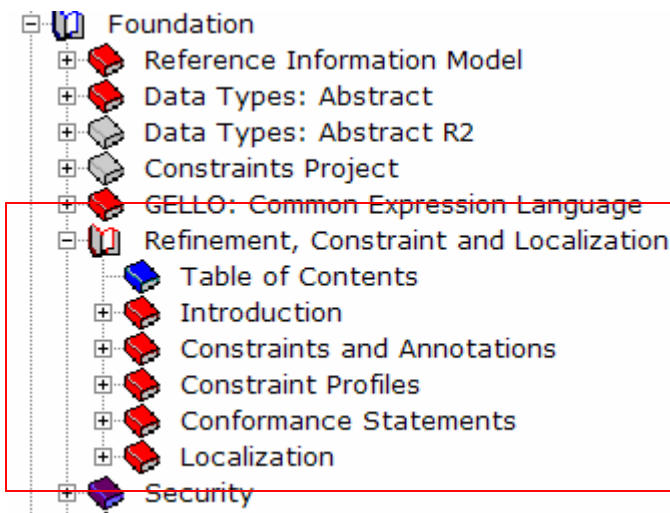 Foundation
Reference Information Model
Data Types: Abstract
Data Types: Abstract R2
Constraints Project
GELLO: Common Expression Language
Refinement, Constraint and Localization
Table of Contents
Introduction
Constraints and Annotations
Constraint Profiles
Conformance Statements
Localization
Security